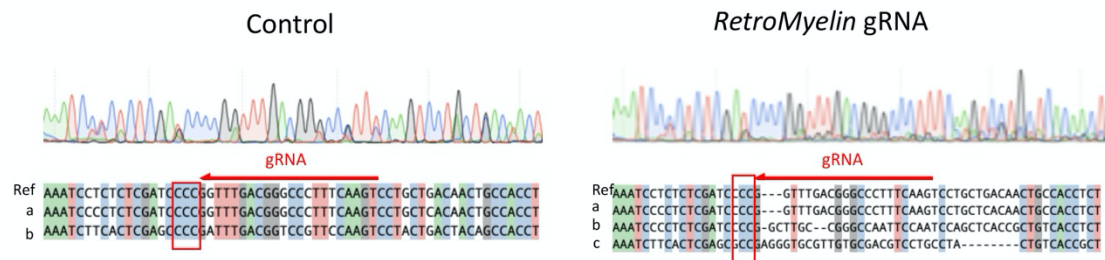 Control
gRNA
Ref AAATCCTCTCTCGATCCCCGGTTTGACGGGCCCTTTCAAGTCCTGCTGACAACTGCCACCT
a AAATCCCCTCTCGATCCCCGGTTTGACGGGCCCTTTCAAGTCCTGCTCACAACTGCCACCT
b AAATCTTCACTCGAGCCCCGATTTGACGGTCCGTTCCAAGTCCTACTGACTACAGCCACCT
RetroMyelin gRNA
gRNA
Ref AAATCCTCTCTCGATCCCCG---GTTTGACGGGCCCTTTCAAGTCCTGCTGACAACTGCCACCTCT
a AAATCCCCTCTCGATCCCCG---GTTTGACGGGCCCTTTCAAGTCCTGCTCACAACTGCCACCTCT
b AAATCCCCTCTCGATCCCCG-GCTTGC--CGGGCCAATTCCAATCCAGCTCACCGCTGTCACCTCT
c AAATCTTCACTCGAGCGCCGAGGGTGCGTTGTGCGACGTCCTGCCTA--------CTGTCACCGCT